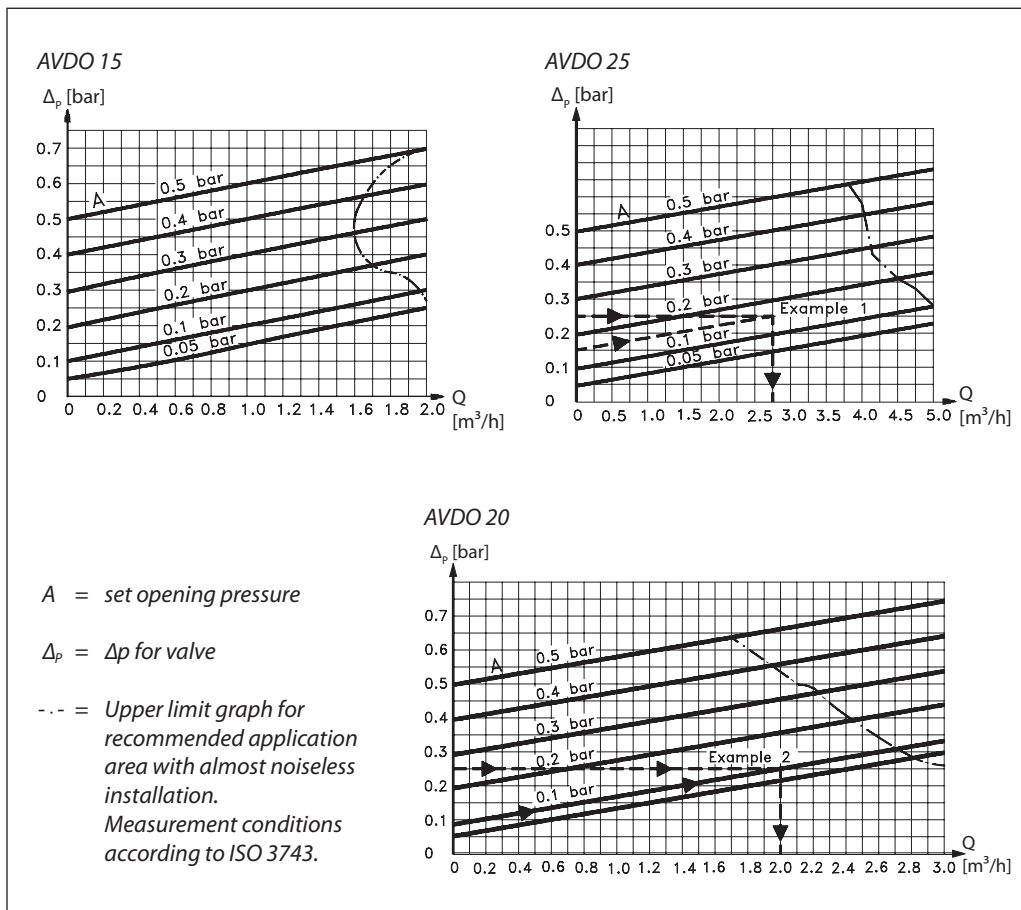 AVDO 15
Δₚ [bar]
0.7
0.6
0.5
0.4
0.3
0.2
0.1
0
A
0.5 bar
0.4 bar
0.3 bar
0.2 bar
0.1 bar
0.05 bar
0 0.2 0.4 0.6 0.8 1.0 1.2 1.4 1.6 1.8 2.0
Q
[m³/h]
AVDO 25
Δₚ [bar]
0.5
0.4
0.3
0.2
0.1
0
A
0.5 bar
0.4 bar
0.3 bar
0.2 bar
Example 1
0.1 bar
0.05 bar
0 0.5 1.0 1.5 2.0 2.5 3.0 3.5 4.0 4.5 5.0
Q
[m³/h]
AVDO 20
Δₚ [bar]
0.7
0.6
0.5
0.4
0.3
0.2
0.1
0
A
0.5 bar
0.4 bar
0.3 bar
0.2 bar
Example 2
0.1 bar
0 0.2 0.4 0.6 0.8 1.0 1.2 1.4 1.6 1.8 2.0 2.2 2.4 2.6 2.8 3.0
Q
[m³/h]
A = set opening pressure
Δₚ = Δp for valve
-·- = Upper limit graph for
recommended application
area with almost noiseless
installation.
Measurement conditions
according to ISO 3743.